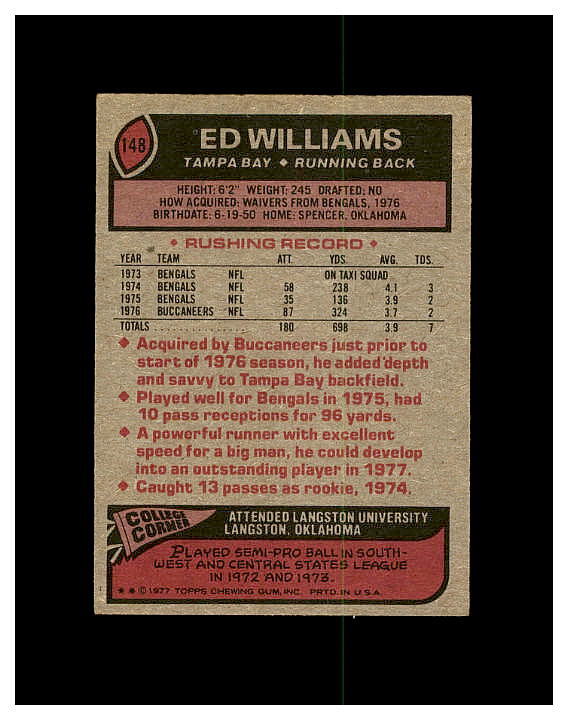 148
ED WILLIAMS
TAMPA BAY ◆ RUNNING BACK
HEIGHT: 6'2" WEIGHT: 245 DRAFTED: NO
HOW ACQUIRED: WAIVERS FROM BENGALS, 1976
BIRTHDATE: 6-19-50 HOME: SPENCER, OKLAHOMA
◆ RUSHING RECORD ◆
YEAR TEAM ATT. YDS. AVG. TDS.
1973 BENGALS NFL ON TAXI SQUAD
1974 BENGALS NFL 58 238 4.1 3
1975 BENGALS NFL 35 136 3.9 2
1976 BUCCANEERS NFL 87 324 3.7 2
TOTALS ............... 180 698 3.9 7
◆ Acquired by Buccaneers just prior to
start of 1976 season, he added depth
and savvy to Tampa Bay backfield.
◆ Played well for Bengals in 1975, had
10 pass receptions for 96 yards.
◆ A powerful runner with excellent
speed for a big man, he could develop
into an outstanding player in 1977.
◆ Caught 13 passes as rookie, 1974.
COLLEGE
CORNER
ATTENDED LANGSTON UNIVERSITY
LANGSTON, OKLAHOMA
PLAYED SEMI-PRO BALL IN SOUTH-
WEST AND CENTRAL STATES LEAGUE
IN 1972 AND 1973.
★ ★ © 1977 TOPPS CHEWING GUM, INC. PRTD. IN U.S.A.